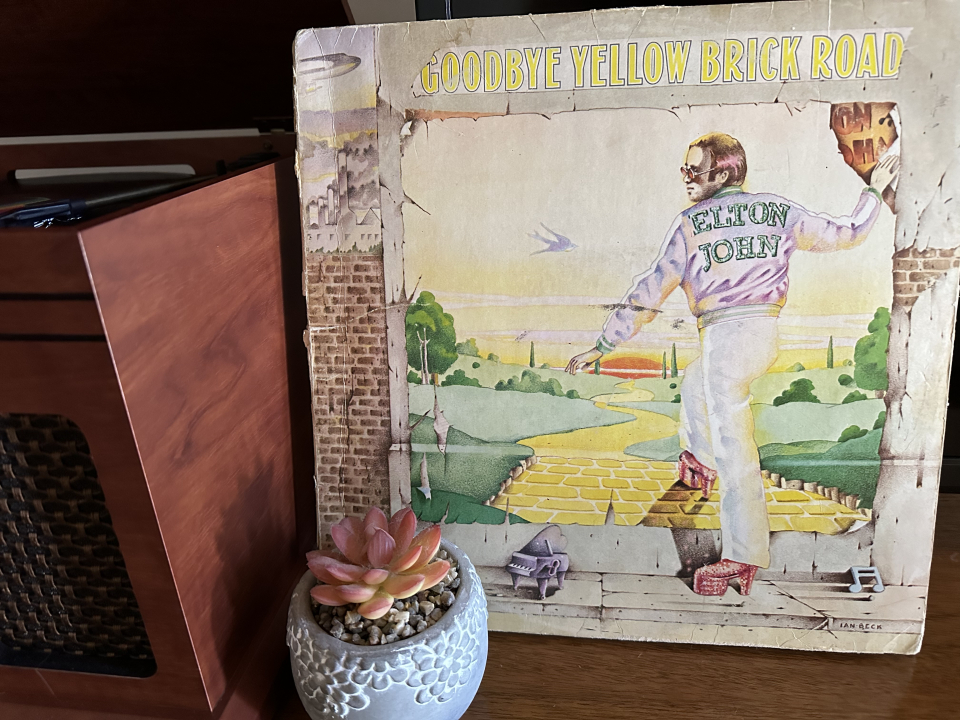 GOODBYE YELLOW BRICK ROAD
ELTON
JOHN
IAN BECK